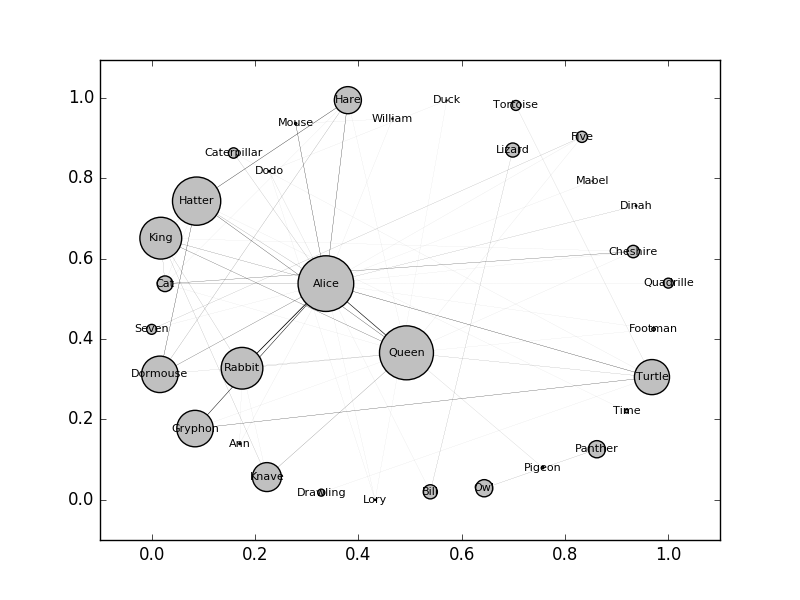 1.0
0.8
0.6
0.4
0.2
0.0
0.0
0.2
0.4
0.6
0.8
1.0
Hare
Duck
Tortoise
Mouse
William
Five
Caterpillar
Lizard
Dodo
Mabel
Hatter
Dinah
King
Cheshire
Cat
Alice
Quadrille
Seven
Footman
Queen
Dormouse
Rabbit
Turtle
Time
Gryphon
Ann
Panther
Pigeon
Knave
Drawling
Lory
Bill
Owl